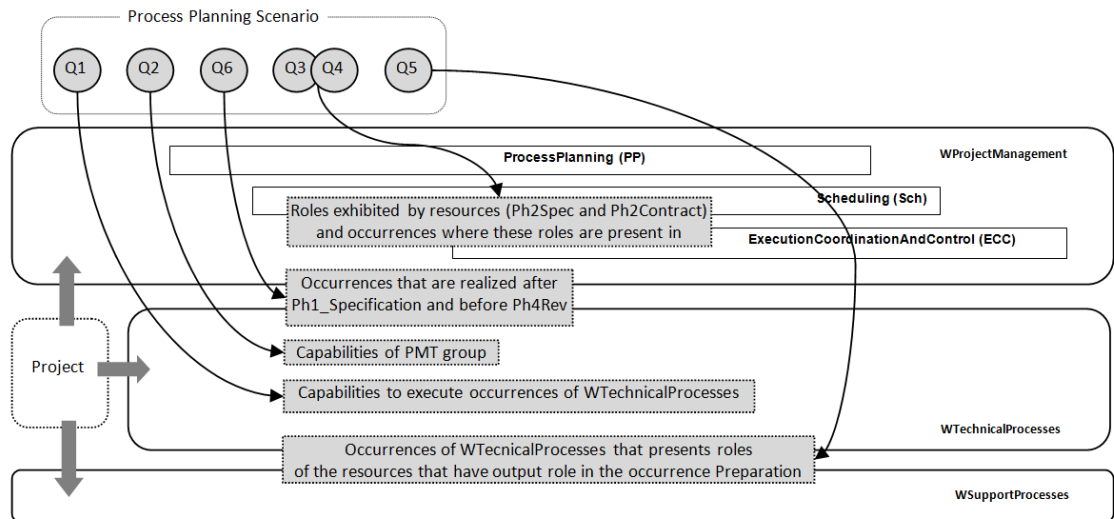 Process Planning Scenario
Q1 Q2 Q6 Q3 Q4 Q5
WProjectManagement
ProcessPlanning (PP)
Scheduling (Sch)
Roles exhibited by resources (Ph2Spec and Ph2Contract)
and occurrences where these roles are present in
ExecutionCoordinationAndControl (ECC)
Occurrences that are realized after
Ph1_Specification and before Ph4Rev
Project
Capabilities of PMT group
Capabilities to execute occurrences of WTechnicalProcesses
WTechnicalProcesses
Occurrences of WTecnicalProcesses that presents roles
of the resources that have output role in the occurrence Preparation
WSupportProcesses